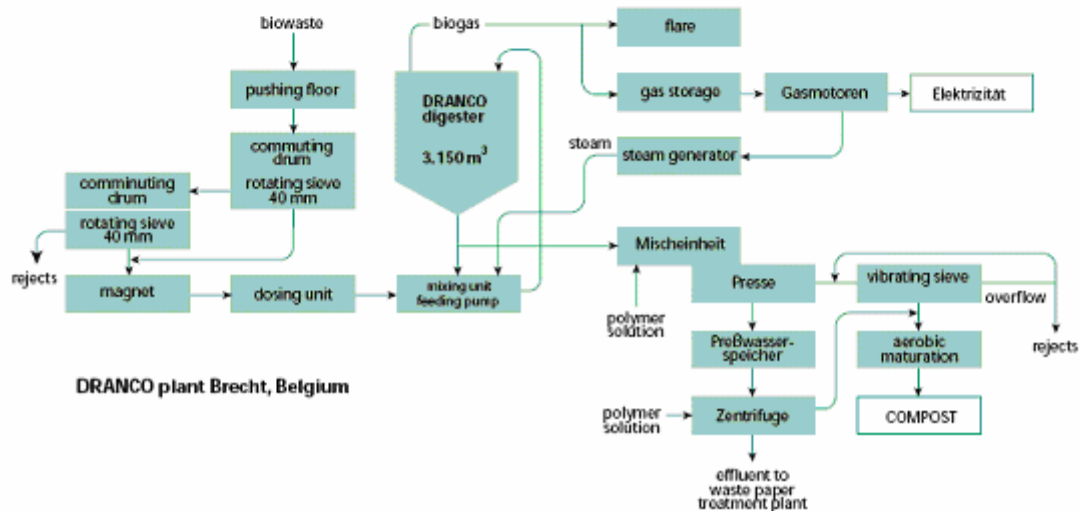 biowaste
pushing floor
commuting
drum
rotating sieve
40 mm
comminuting
drum
rotating sieve
40 mm
rejects
magnet
dosing unit
mixing unit
feeding pump
biogas
DRANCO
digester
3,150 m³
flare
gas storage
Gasmotoren
Elektrizität
steam
steam generator
Mischeinheit
polymer
solution
Presse
vibrating sieve
overflow
rejects
Preßwasser-
speicher
aerobic
maturation
polymer
solution
Zentrifuge
COMPOST
effluent to
waste paper
treatment plant
DRANCO plant Brecht, Belgium